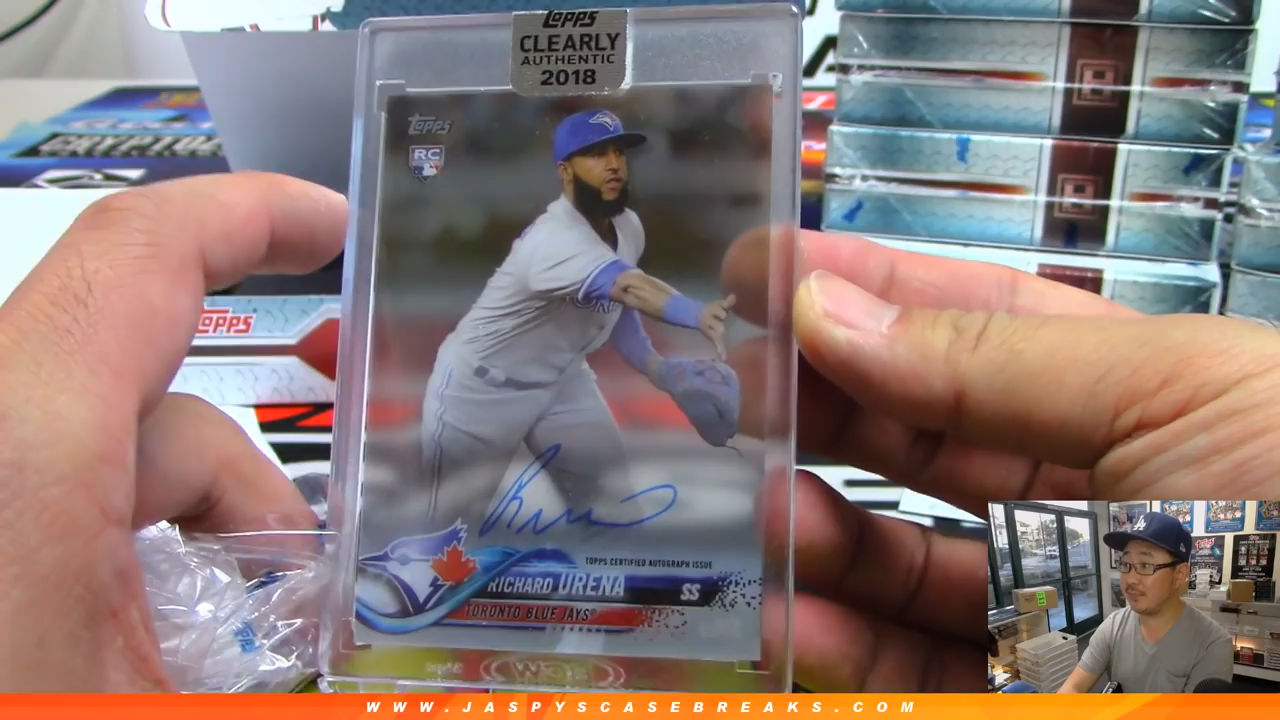 Topps
CLEARLY
AUTHENTIC
2018
Topps
RC
TOPPS CERTIFIED AUTOGRAPH ISSUE
RICHARD UREÑA SS
TORONTO BLUE JAYS
TOPPS
WWW.JASPYSCASEBREAKS.COM